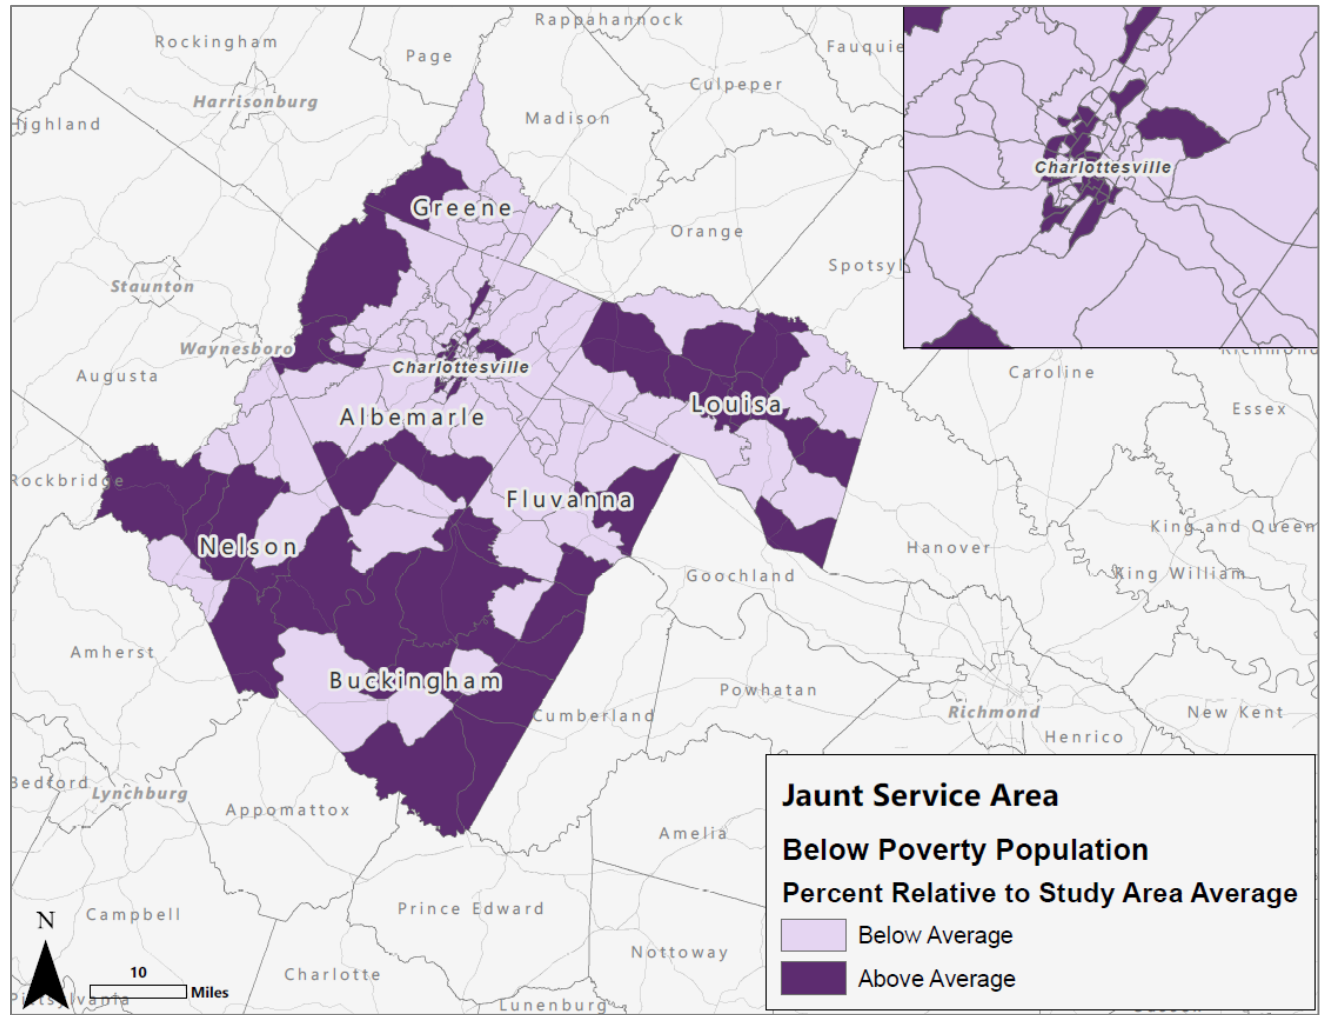 Rappahannock
Rockingham
Page
Fauquie
Culpeper
Harrisonburg
Madison
Highland
Charlottesville
Greene
Orange
Spotsyl
Staunton
Waynesboro
Charlottesville
Augusta
Caroline
Louisa
Essex
Albemarle
Rockbridge
Fluvanna
King and Queen
Nelson
Hanover
Goochland
King William
Amherst
Buckingham
Powhatan
Cumberland
Richmond
New Kent
Henrico
Bedford
Lynchburg
Appomattox
Amelia
Jaunt Service Area
Below Poverty Population
Percent Relative to Study Area Average
Below Average
Above Average
Campbell
Prince Edward
N
Nottoway
Charlotte
10
Miles
Pittsylvania
Lunenburg